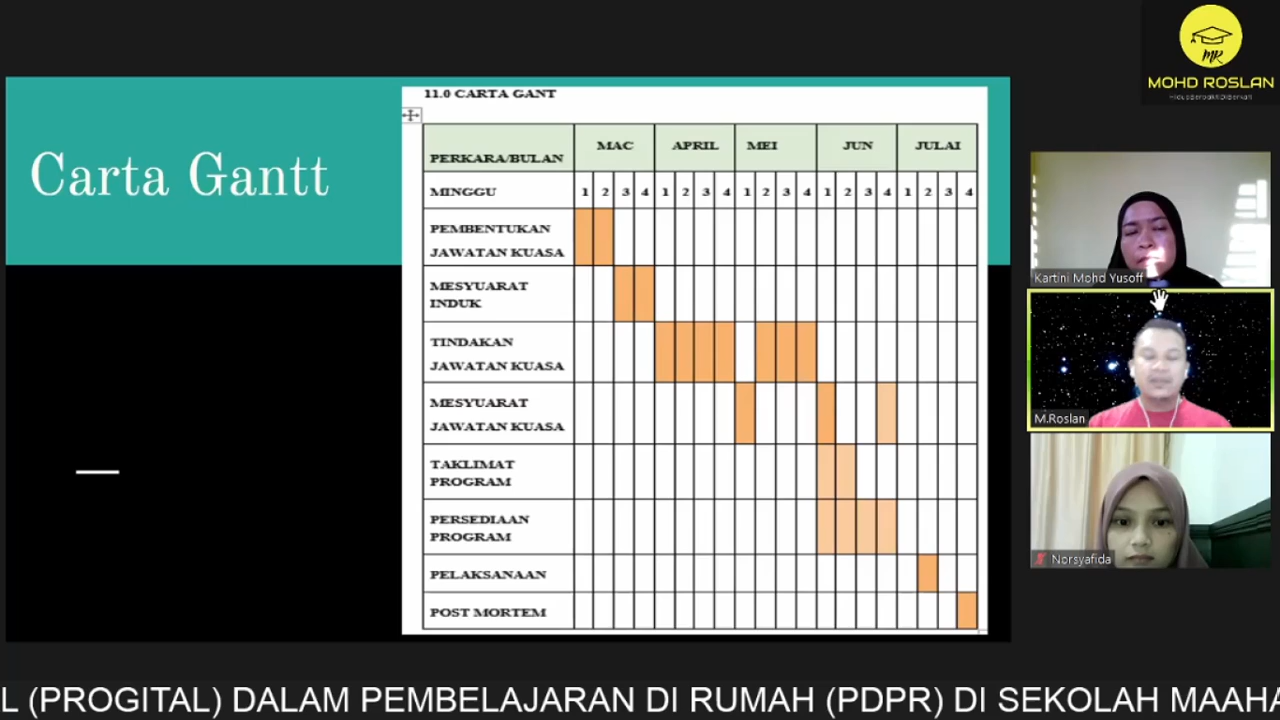 MR
MOHD ROSLAN
Carta Gantt
11.0 CARTA GANT
PERKARA/BULAN MAC APRIL MEI JUN JULAI
MINGGU 1 2 3 4 1 2 3 4 1 2 3 4 1 2 3 4 1 2 3 4
PEMBENTUKAN
JAWATAN KUASA
MESYUARAT
INDUK
TINDAKAN
JAWATAN KUASA
MESYUARAT
JAWATAN KUASA
TAKLIMAT
PROGRAM
PERSEDIAAN
PROGRAM
PELAKSANAAN
POST MORTEM
Kartini Mohd Yusoff
M.Roslan
Norsyafida
L (PROGITAL) DALAM PEMBELAJARAN DI RUMAH (PDPR) DI SEKOLAH MAAHA